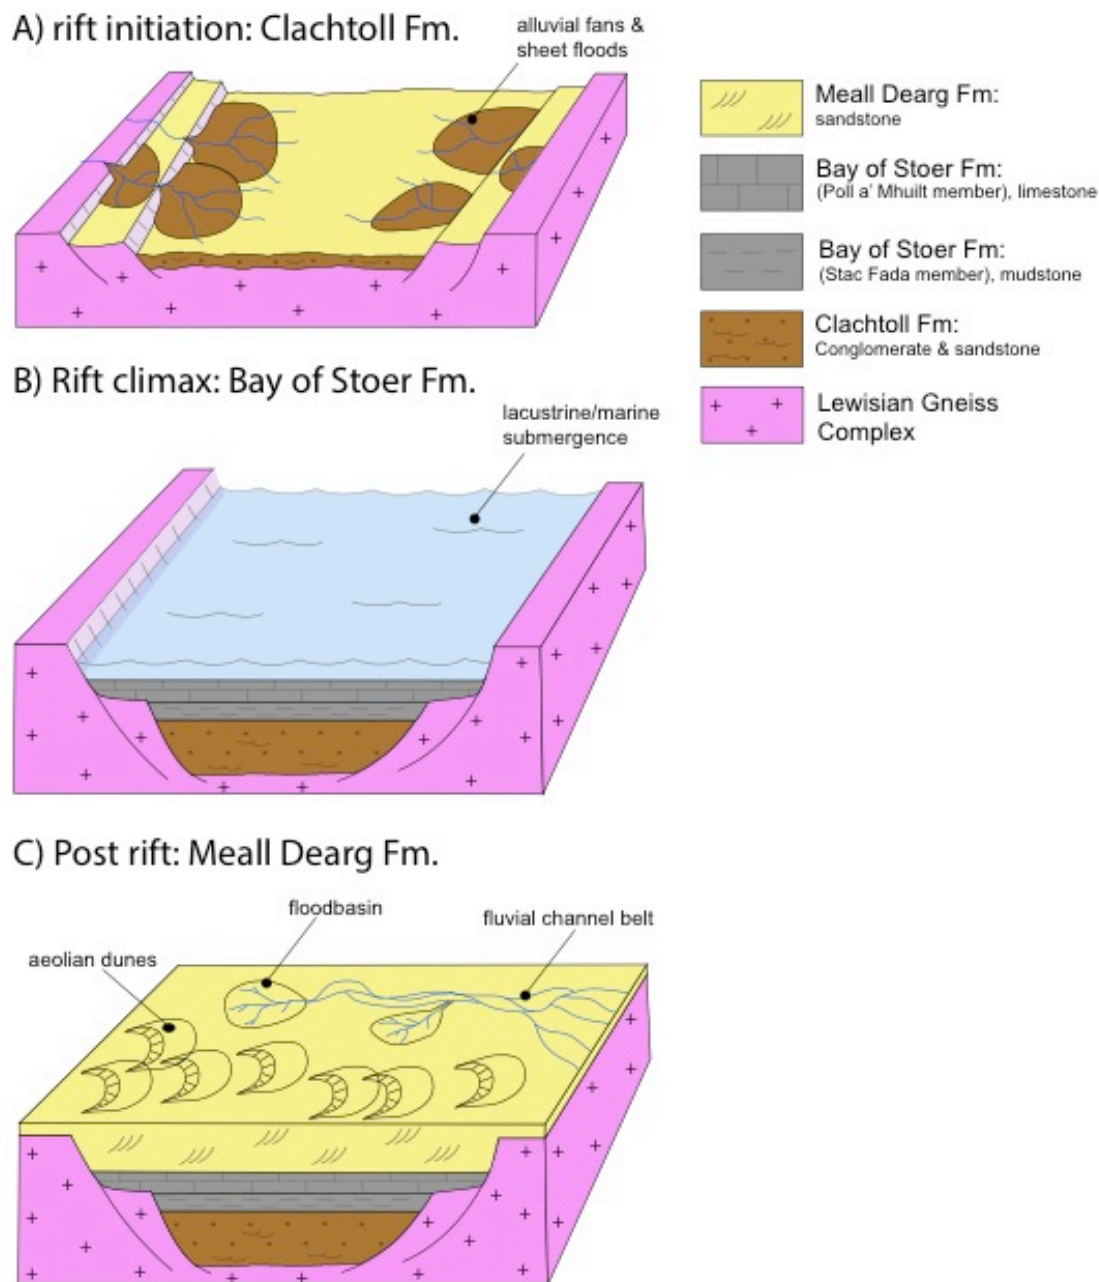 A) rift initiation: Clachtoll Fm.
alluvial fans &
sheet floods
Meall Dearg Fm:
sandstone
Bay of Stoer Fm:
(Poll a' Mhuilt member), limestone
Bay of Stoer Fm:
(Stac Fada member), mudstone
Clachtoll Fm:
Conglomerate & sandstone
Lewisian Gneiss
Complex
B) Rift climax: Bay of Stoer Fm.
lacustrine/marine
submergence
C) Post rift: Meall Dearg Fm.
floodbasin
fluvial channel belt
aeolian dunes